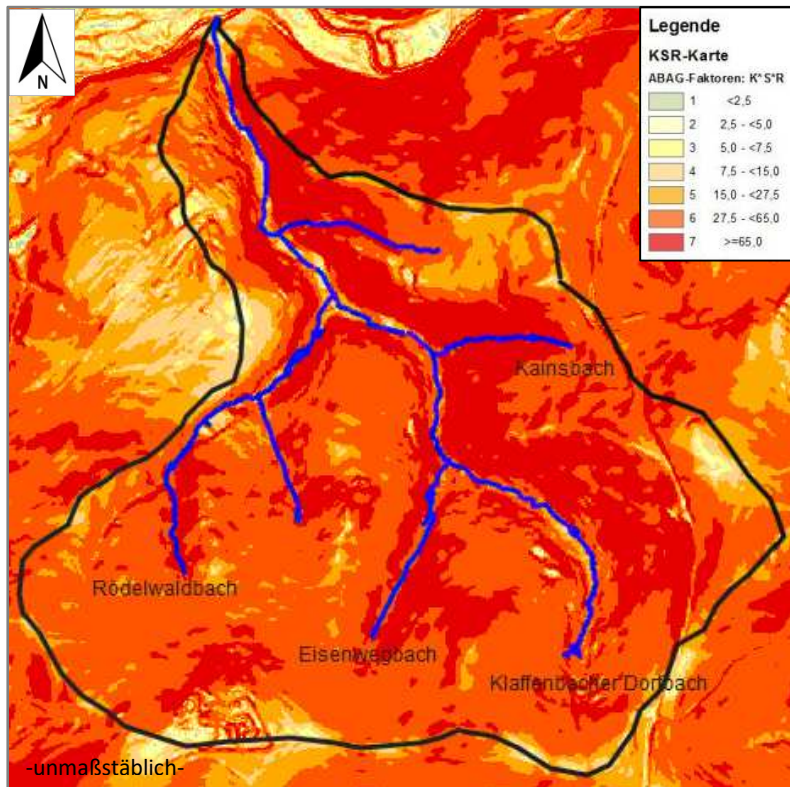 N
Legende
KSR-Karte
ABAG-Faktoren: K*S*R
1 <2,5
2 2,5 - <5,0
3 5,0 - <7,5
4 7,5 - <15,0
5 15,0 - <27,5
6 27,5 - <65,0
7 >=65,0
Kainsbach
Rödelwaldbach
Eisenwegbach
Klaffenbacher Dorfbach
-unmaßstäblich-